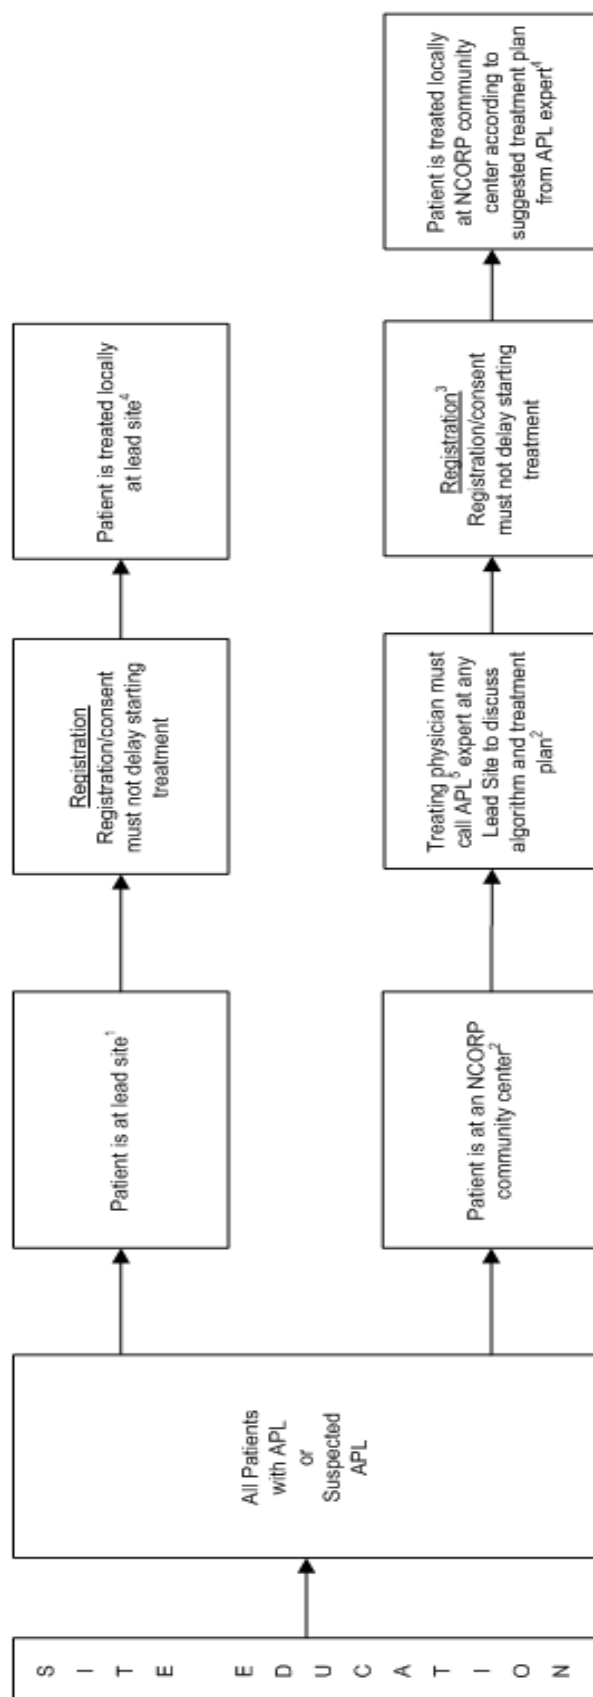 S I T E E D U C A T I O N
All Patients
with APL
or
Suspected
APL
Patient is at lead site¹
Registration
Registration/consent
must not delay starting
treatment
Patient is treated locally
at lead site⁴
Patient is at an NCORP
community center²
Treating physician must
call APL⁵ expert at any
Lead Site to discuss
algorithm and treatment
plan²
Registration³
Registration/consent
must not delay starting
treatment
Patient is treated locally
at NCORP community
center according to
suggested treatment plan
from APL expert⁴